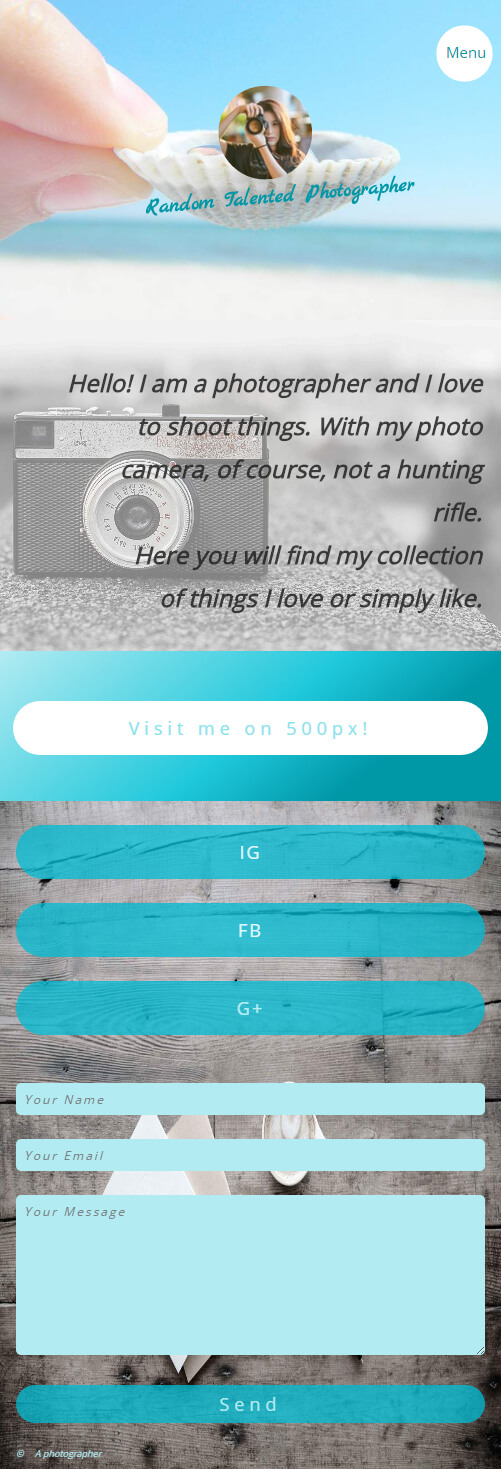 Menu
Random Talented Photographer
Hello! I am a photographer and I love
to shoot things. With my photo
camera, of course, not a hunting
rifle.
Here you will find my collection
of things I love or simply like.
Visit me on 500px!
IG
FB
G+
Your Name
Your Email
Your Message
Send
© A photographer